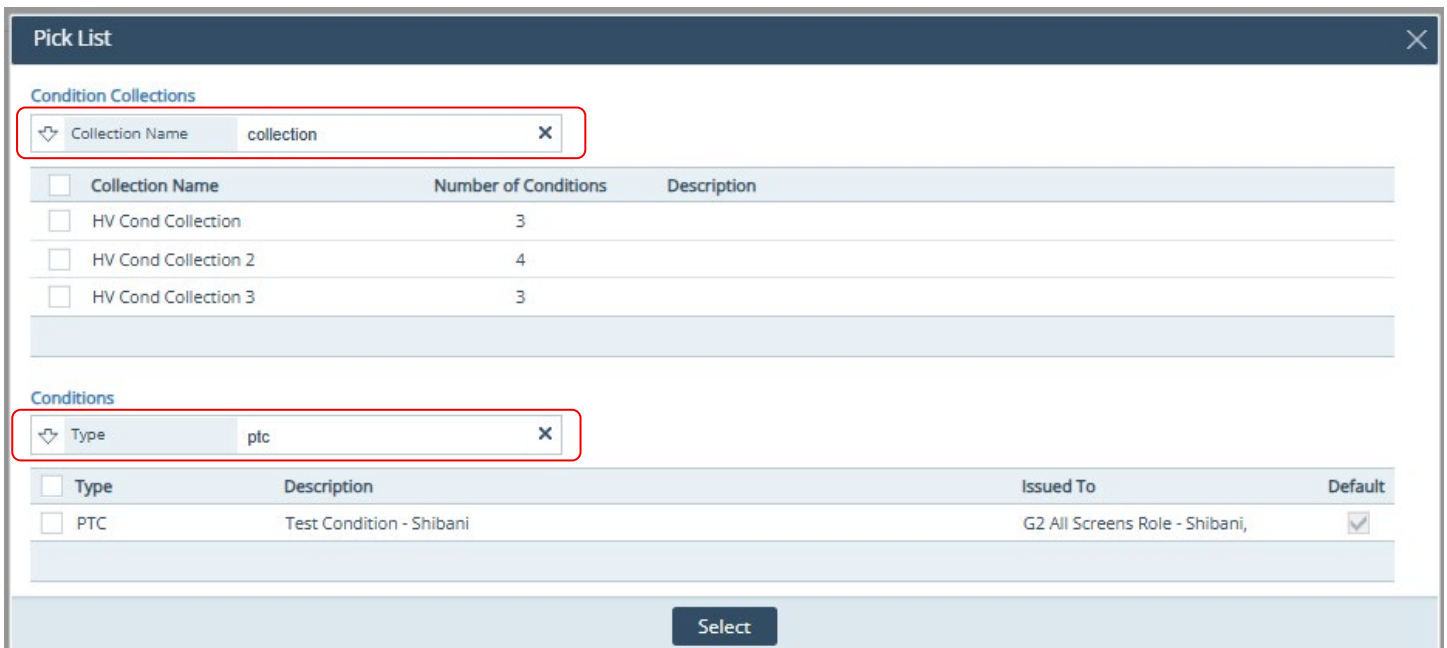 Pick List
Condition Collections
Collection Name collection
Collection Name Number of Conditions Description
HV Cond Collection 3
HV Cond Collection 2 4
HV Cond Collection 3 3
Conditions
Type ptc
Type Description Issued To Default
PTC Test Condition - Shibani G2 All Screens Role - Shibani,
Select